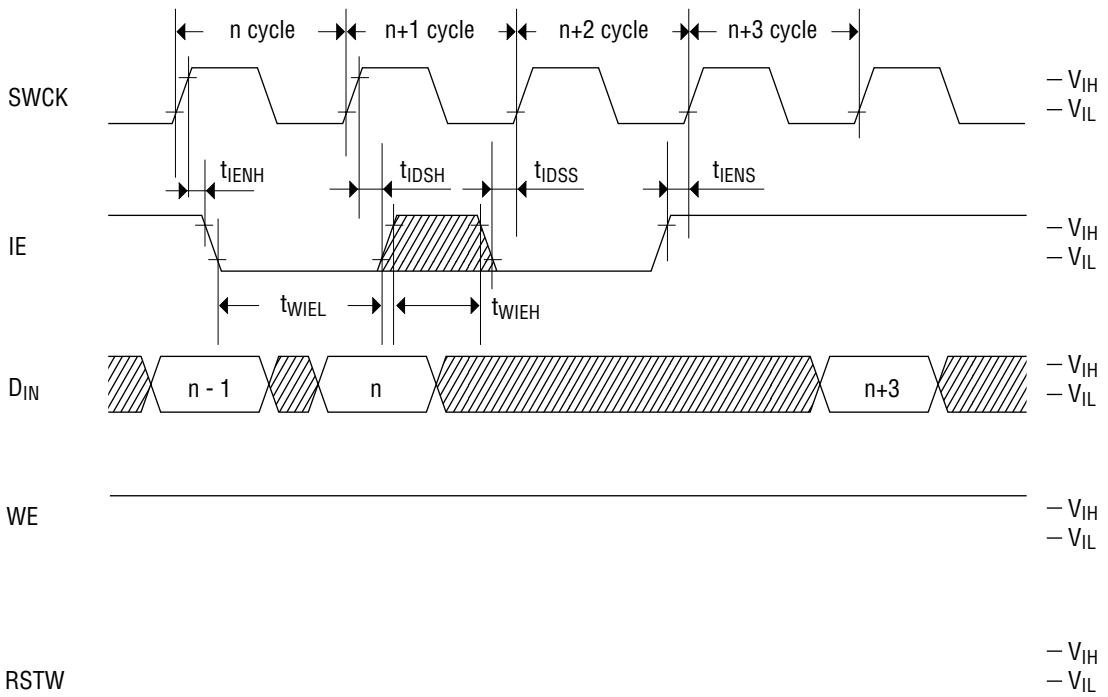 n cycle n+1 cycle n+2 cycle n+3 cycle
SWCK
– VIH
– VIL
tIENH tIDSH tIDSS tIENS
IE
– VIH
– VIL
tWIEL tWIEH
DIN
n - 1 n n+3
– VIH
– VIL
WE
– VIH
– VIL
RSTW
– VIH
– VIL